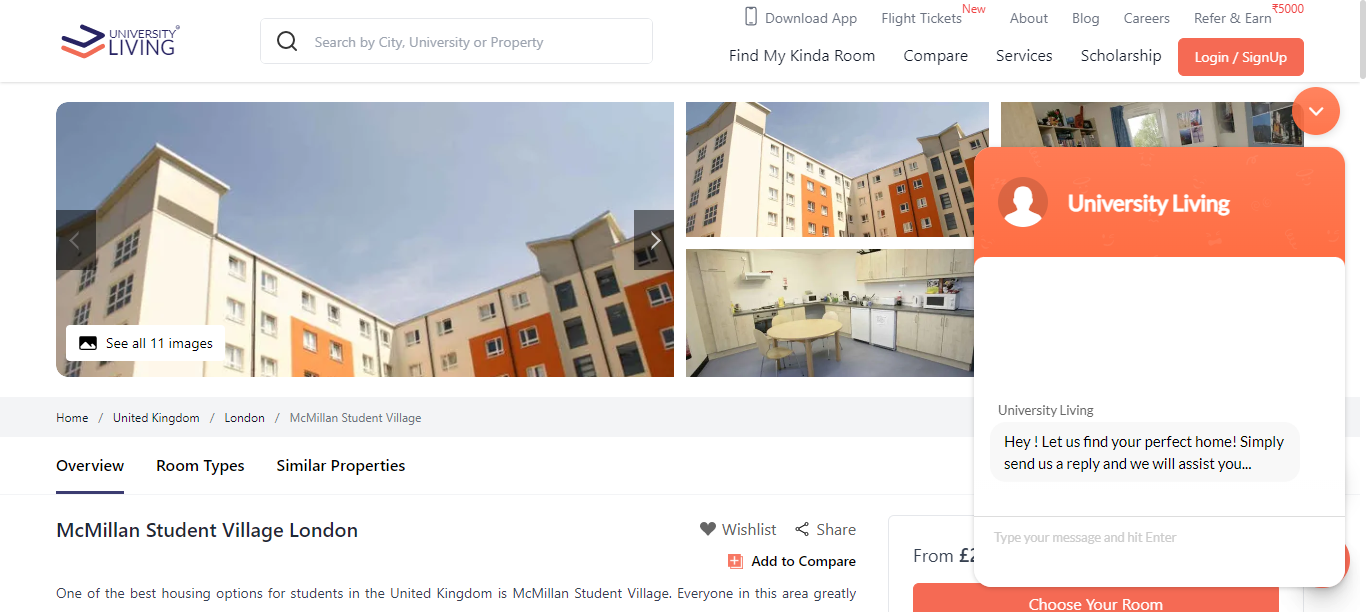 UNIVERSITY
LIVING
Search by City, University or Property
Download App
Flight Tickets
New
About
Blog
Careers
Refer & Earn
₹5000
Find My Kinda Room
Compare
Services
Scholarship
Login / SignUp
See all 11 images
University Living
Home / United Kingdom / London / McMillan Student Village
University Living
Hey ! Let us find your perfect home! Simply
send us a reply and we will assist you...
Type your message and hit Enter
Overview
Room Types
Similar Properties
McMillan Student Village London
Wishlist
Share
Add to Compare
One of the best housing options for students in the United Kingdom is McMillan Student Village. Everyone in this area greatly
From
Choose Your Room